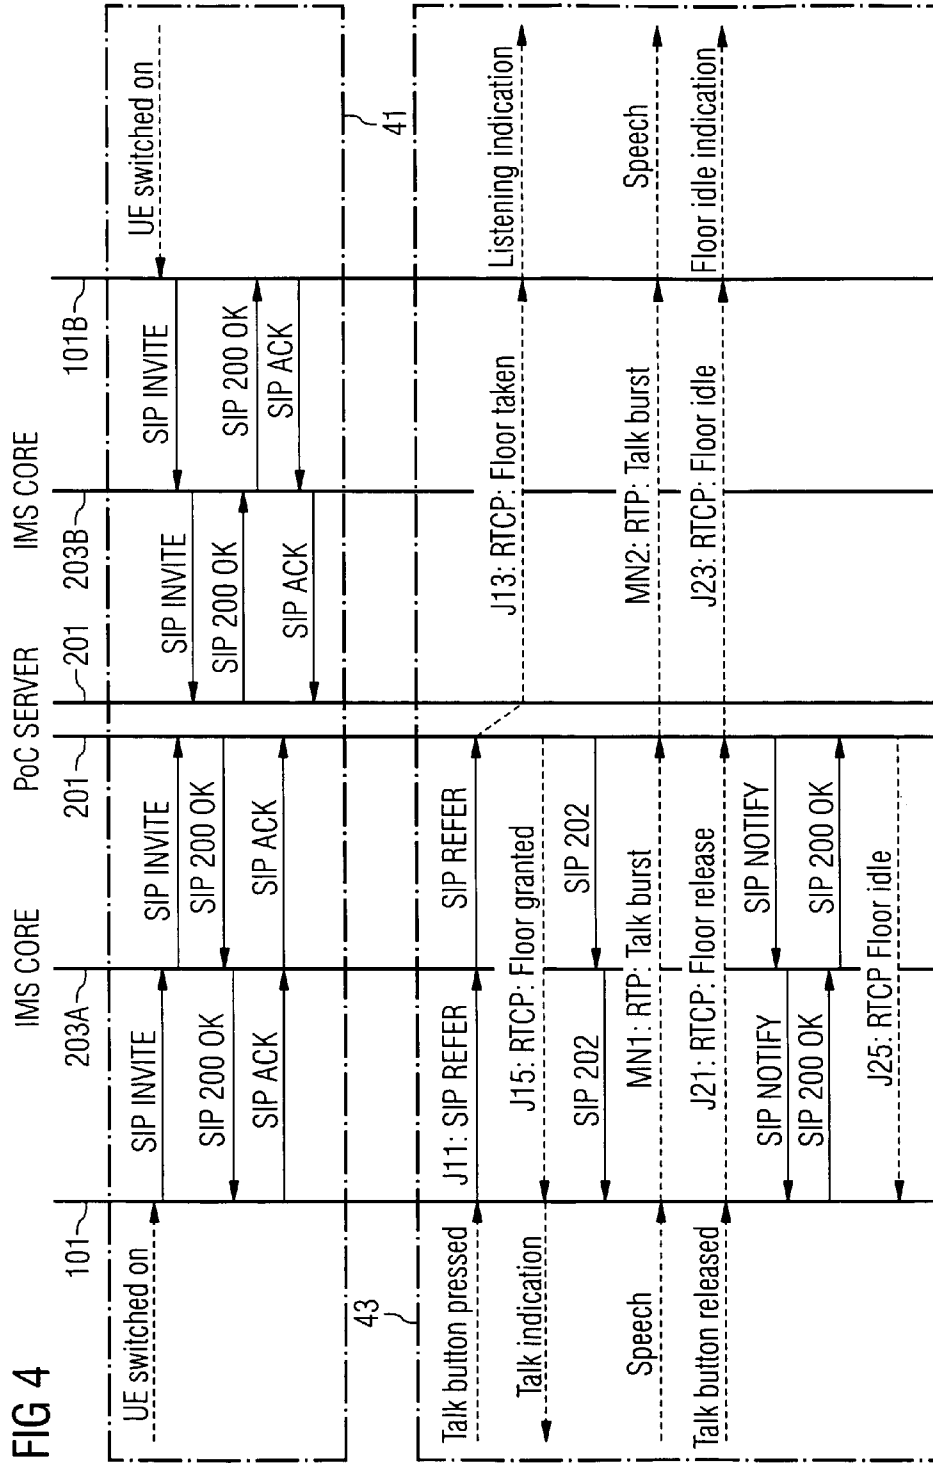 FIG 4
IMS CORE
PoC SERVER
IMS CORE
101
203A
201
201
203B
101B
UE switched on
UE switched on
SIP INVITE
SIP INVITE
SIP INVITE
SIP INVITE
SIP 200 OK
SIP 200 OK
SIP 200 OK
SIP 200 OK
SIP ACK
SIP ACK
SIP ACK
SIP ACK
41
43
Talk button pressed
J11: SIP REFER
SIP REFER
J13: RTCP: Floor taken
Listening indication
Talk indication
J15: RTCP: Floor granted
SIP 202
SIP 202
Speech
MN1: RTP: Talk burst
MN2: RTP: Talk burst
Speech
Talk button released
J21: RTCP: Floor release
J23: RTCP: Floor idle
Floor idle indication
SIP NOTIFY
SIP NOTIFY
SIP 200 OK
SIP 200 OK
J25: RTCP Floor idle